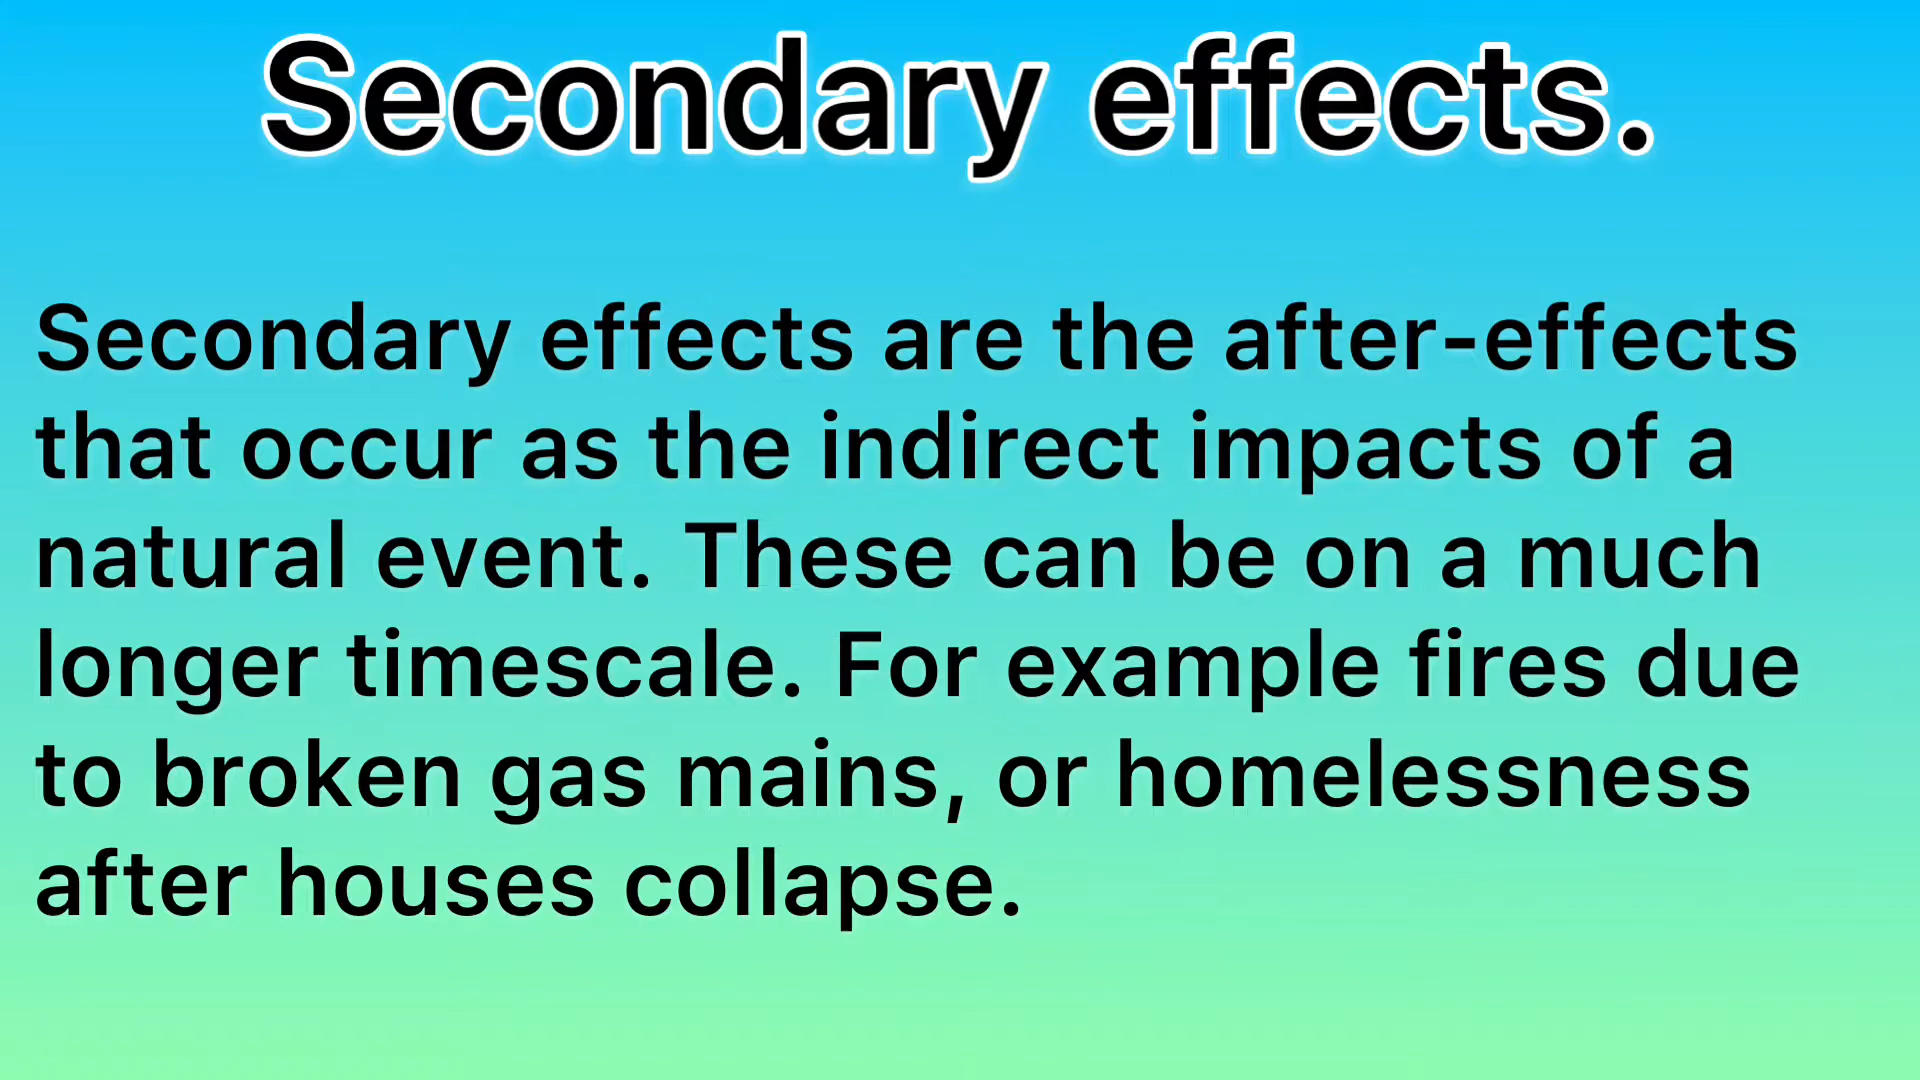 Secondary effects.
Secondary effects are the after-effects
that occur as the indirect impacts of a
natural event. These can be on a much
longer timescale. For example fires due
to broken gas mains, or homelessness
after houses collapse.